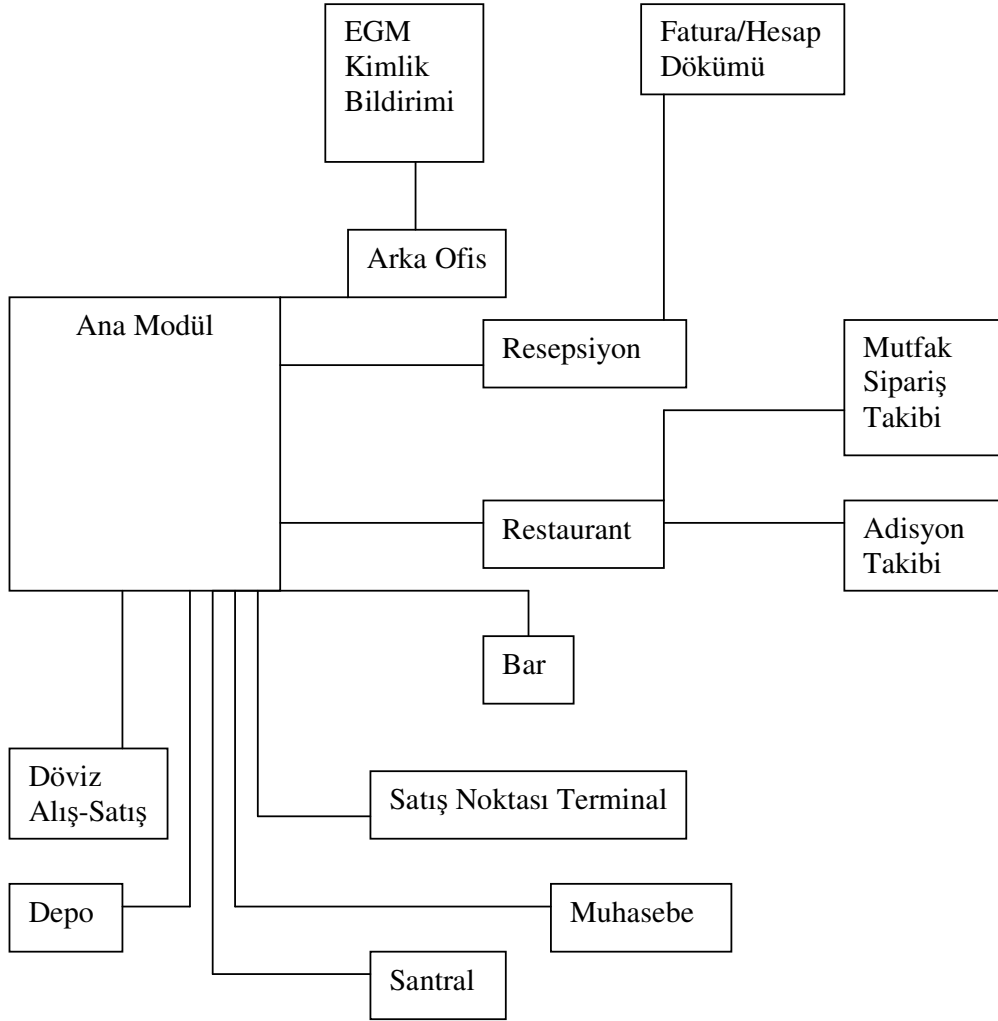 EGM
Kimlik
Bildirimi
Fatura/Hesap
Dökümü
Arka Ofis
Ana Modül
Resepsiyon
Mutfak
Sipariş
Takibi
Restaurant
Adisyon
Takibi
Bar
Döviz
Alış-Satış
Satış Noktası Terminal
Depo
Muhasebe
Santral